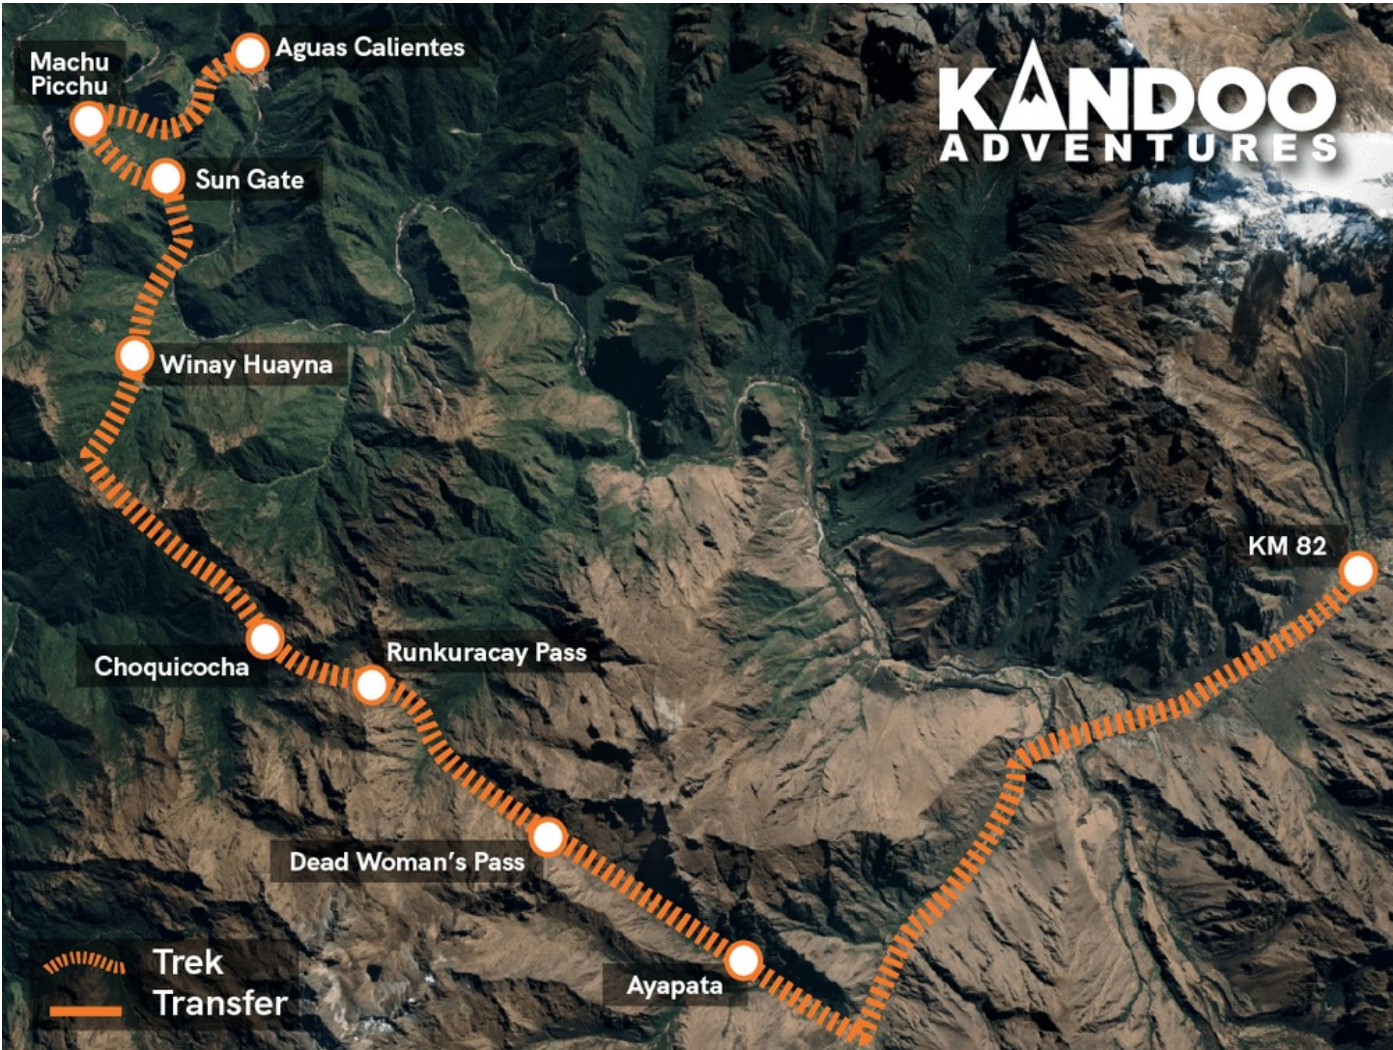 Machu
Picchu
Aguas Calientes
KANDOO
ADVENTURES
Sun Gate
Winay Huayna
KM 82
Choquicocha
Runkuracay Pass
Dead Woman's Pass
Ayapata
Trek
Transfer